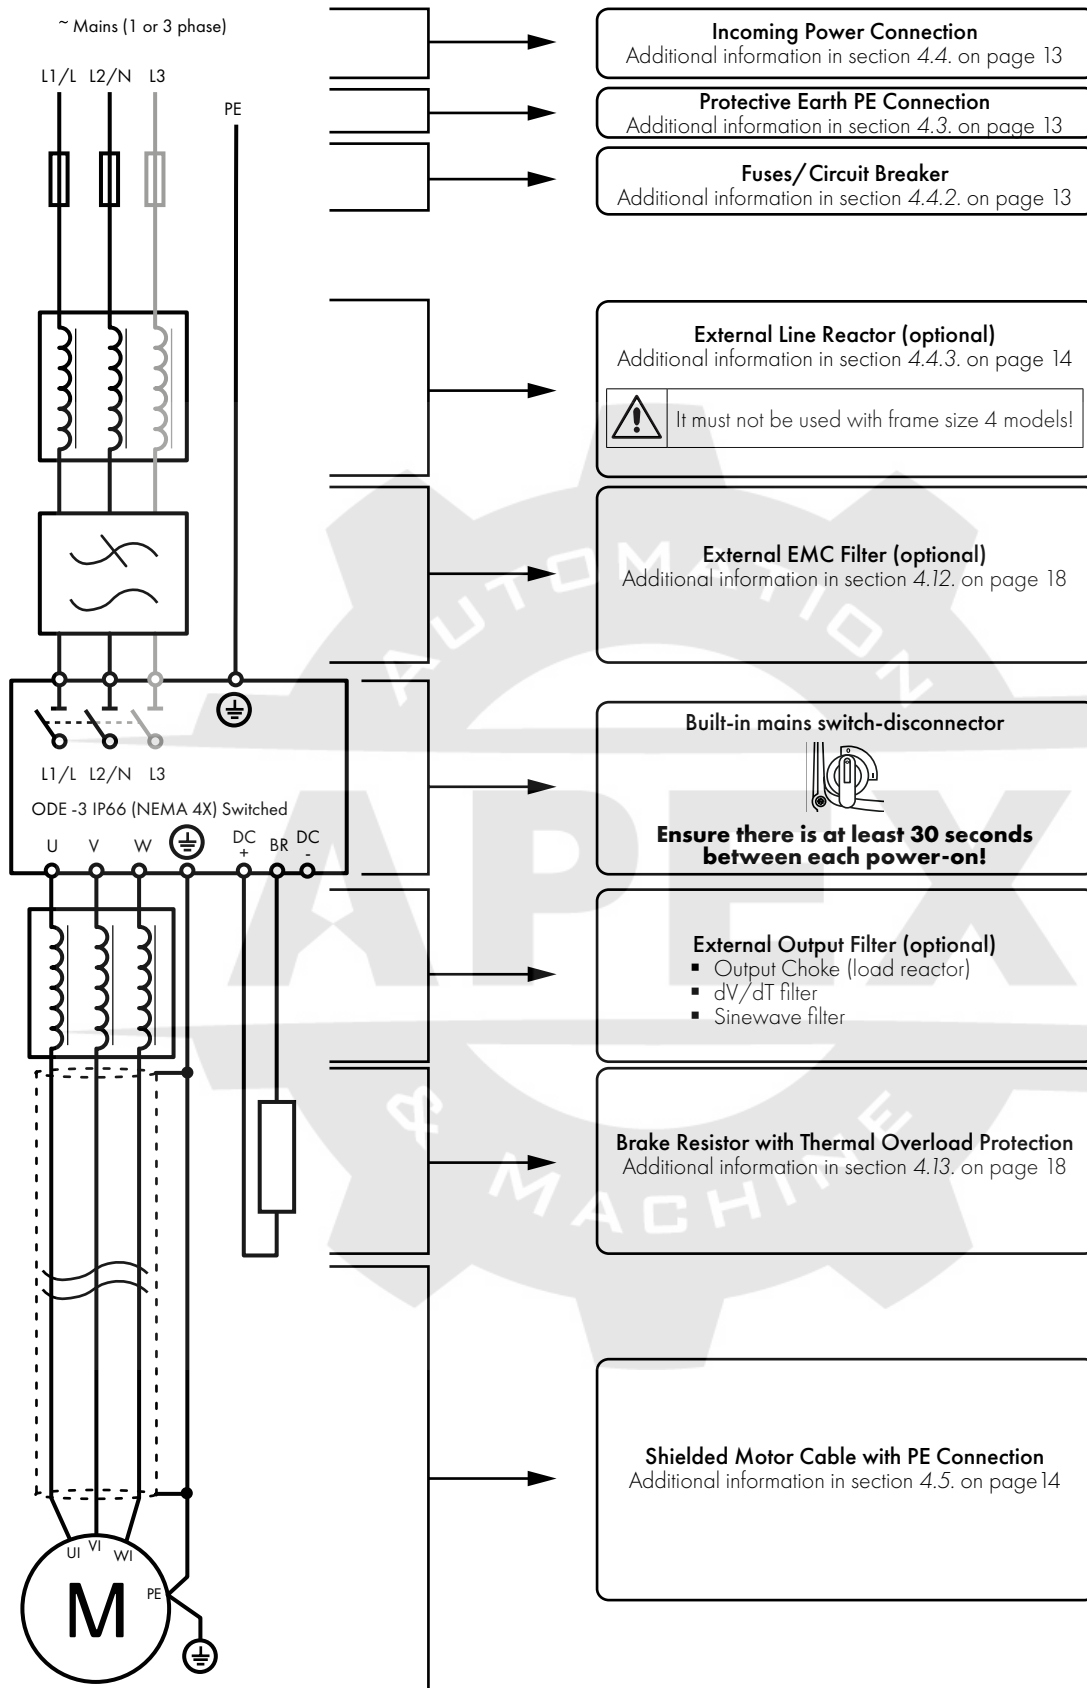 ~ Mains (1 or 3 phase)
L1/L L2/N L3
PE
Incoming Power Connection
Additional information in section 4.4. on page 13
Protective Earth PE Connection
Additional information in section 4.3. on page 13
Fuses/Circuit Breaker
Additional information in section 4.4.2. on page 13
External Line Reactor (optional)
Additional information in section 4.4.3. on page 14
It must not be used with frame size 4 models!
External EMC Filter (optional)
Additional information in section 4.12. on page 18
L1/L L2/N L3
ODE -3 IP66 (NEMA 4X) Switched
U V W DC + BR DC -
Built-in mains switch-disconnector
O
Ensure there is at least 30 seconds
between each power-on!
External Output Filter (optional)
▪ Output Choke (load reactor)
▪ dV/dT filter
▪ Sinewave filter
Brake Resistor with Thermal Overload Protection
Additional information in section 4.13. on page 18
Shielded Motor Cable with PE Connection
Additional information in section 4.5. on page14
UI VI WI
M
PE
AUTOMATION
APEX
& MACHINE